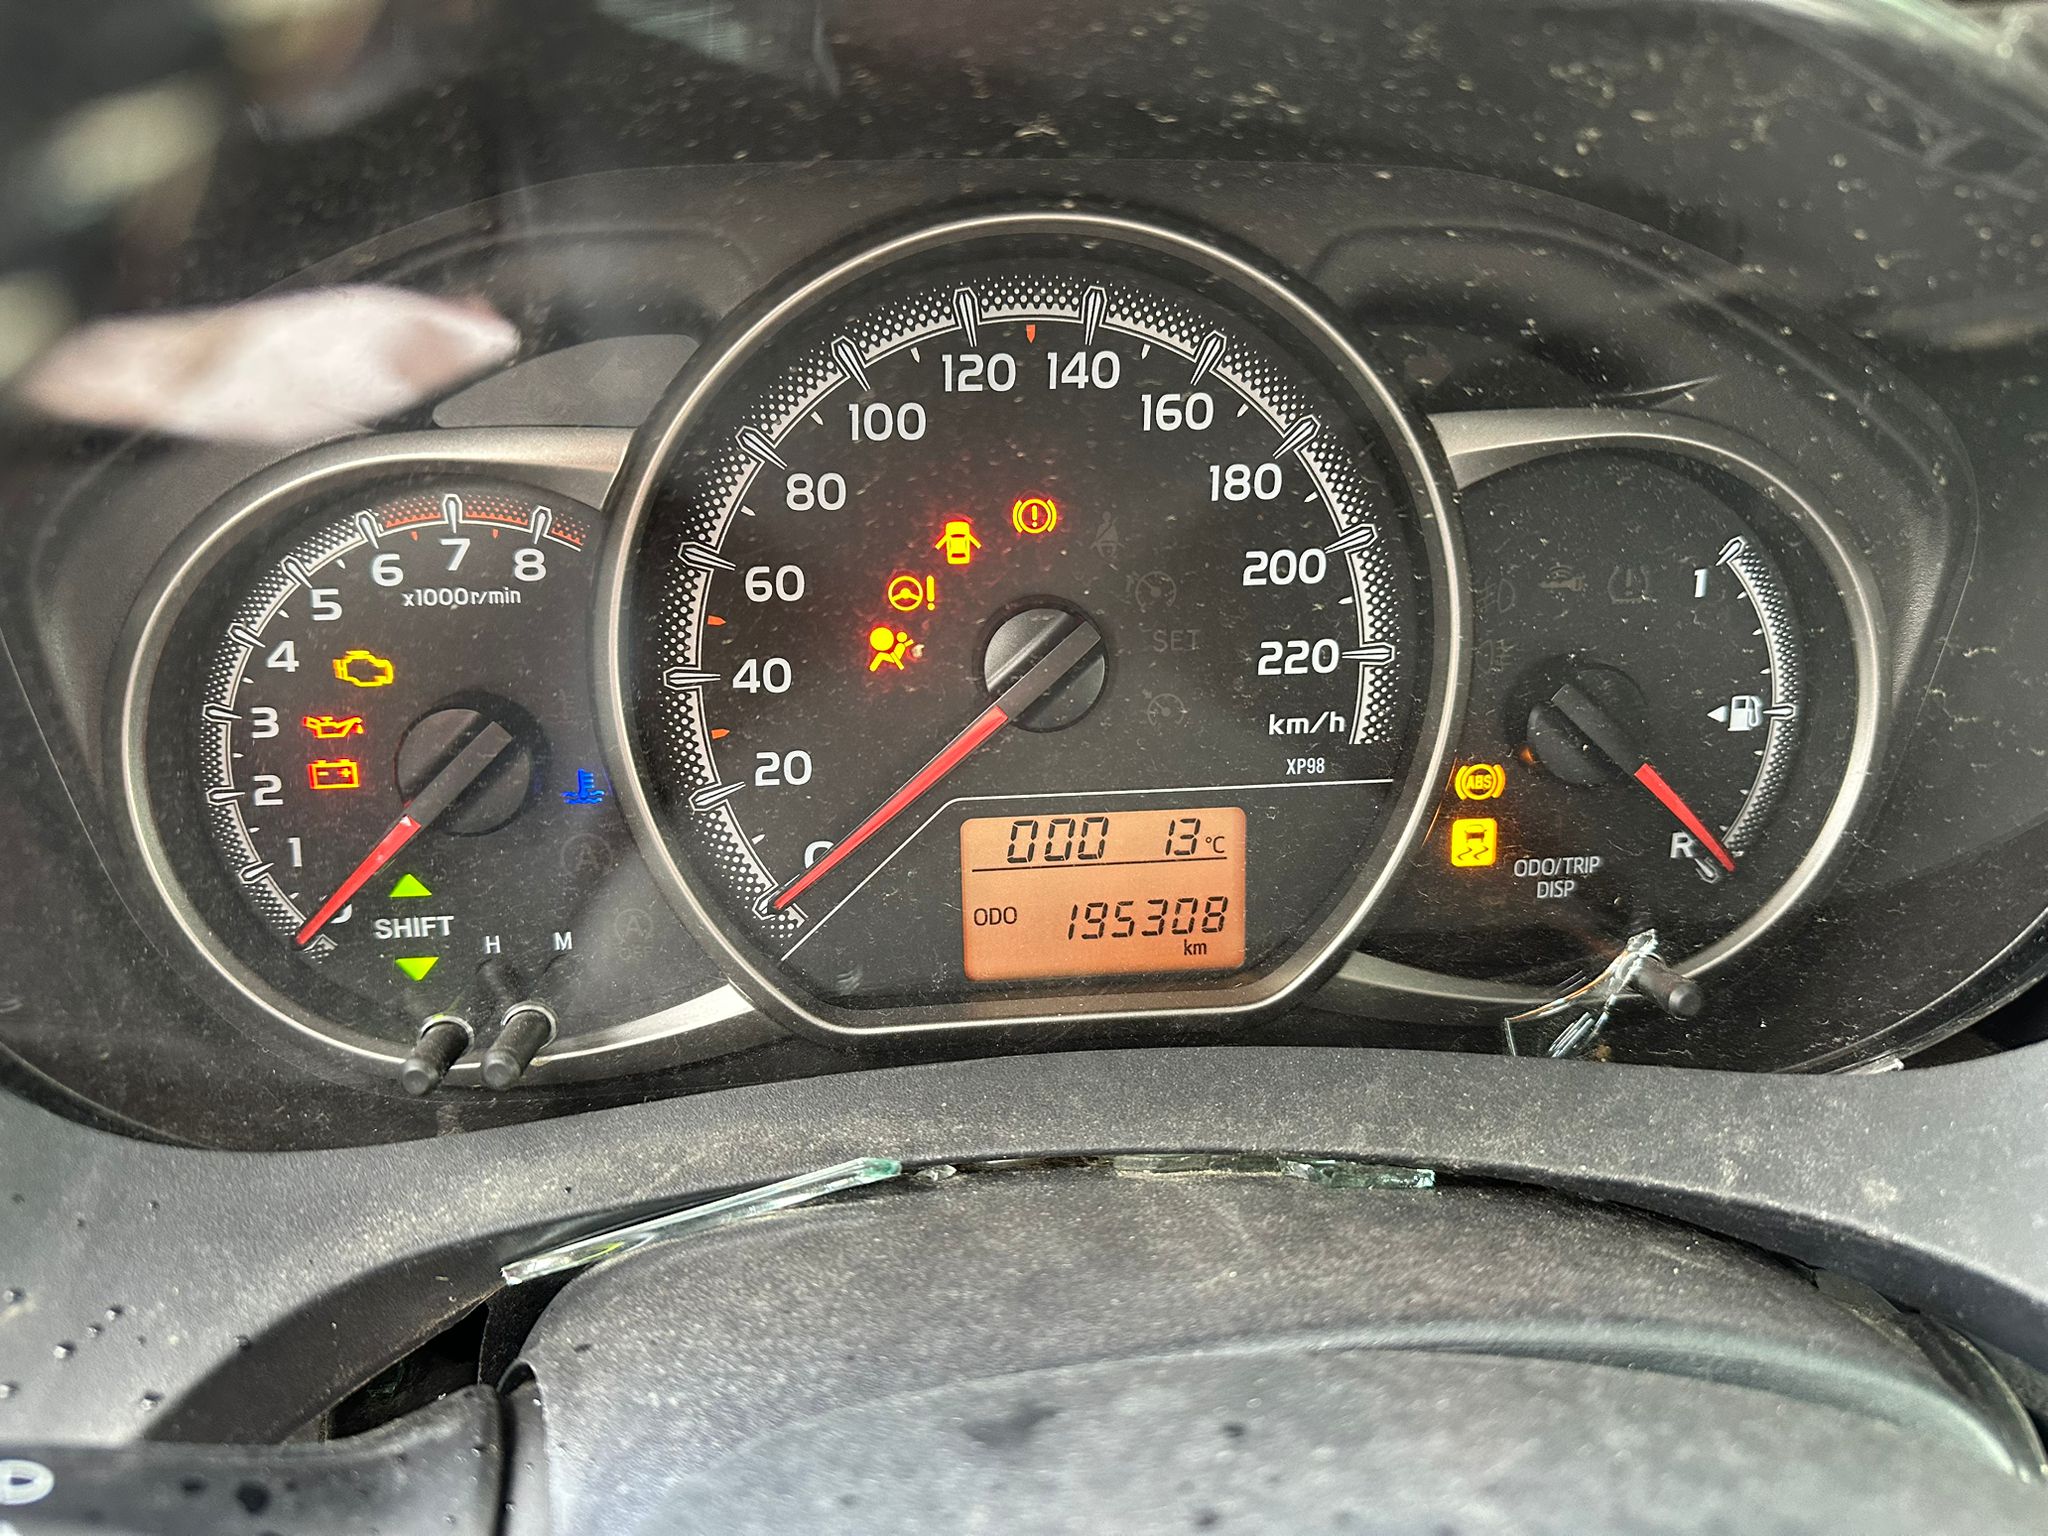 120 140
100 160
80 180
60 200
40 220
20 km/h
0
XP98
6 7 8
x1000r/min
5
4
3
2
1
SHIFT
H M
SET
!
!
ABS
1
R
ODO/TRIP
DISP
000 13°C
ODO 195308
km